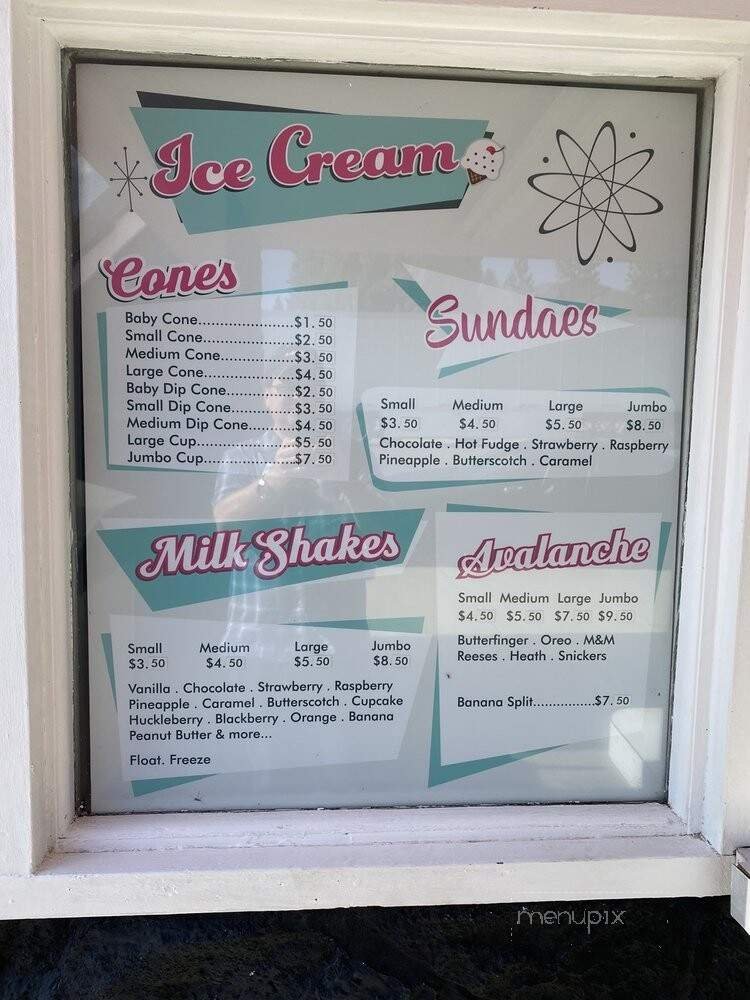 Ice Cream
Cones
Baby Cone.......................$1.50
Small Cone.......................$2.50
Medium Cone..................$3.50
Large Cone.......................$4.50
Baby Dip Cone.................$2.50
Small Dip Cone................$3.50
Medium Dip Cone...........$4.50
Large Cup........................$5.50
Jumbo Cup......................$7.50
Sundaes
Small Medium Large Jumbo
$3.50 $4.50 $5.50 $8.50
Chocolate . Hot Fudge . Strawberry . Raspberry
Pineapple . Butterscotch . Caramel
Milk Shakes
Small Medium Large Jumbo
$3.50 $4.50 $5.50 $8.50
Vanilla . Chocolate . Strawberry . Raspberry
Pineapple . Caramel . Butterscotch . Cupcake
Huckleberry . Blackberry . Orange . Banana
Peanut Butter & more...
Float. Freeze
Avalanche
Small Medium Large Jumbo
$4.50 $5.50 $7.50 $9.50
Butterfinger . Oreo . M&M
Reeses . Heath . Snickers
Banana Split...............$7.50
menupix